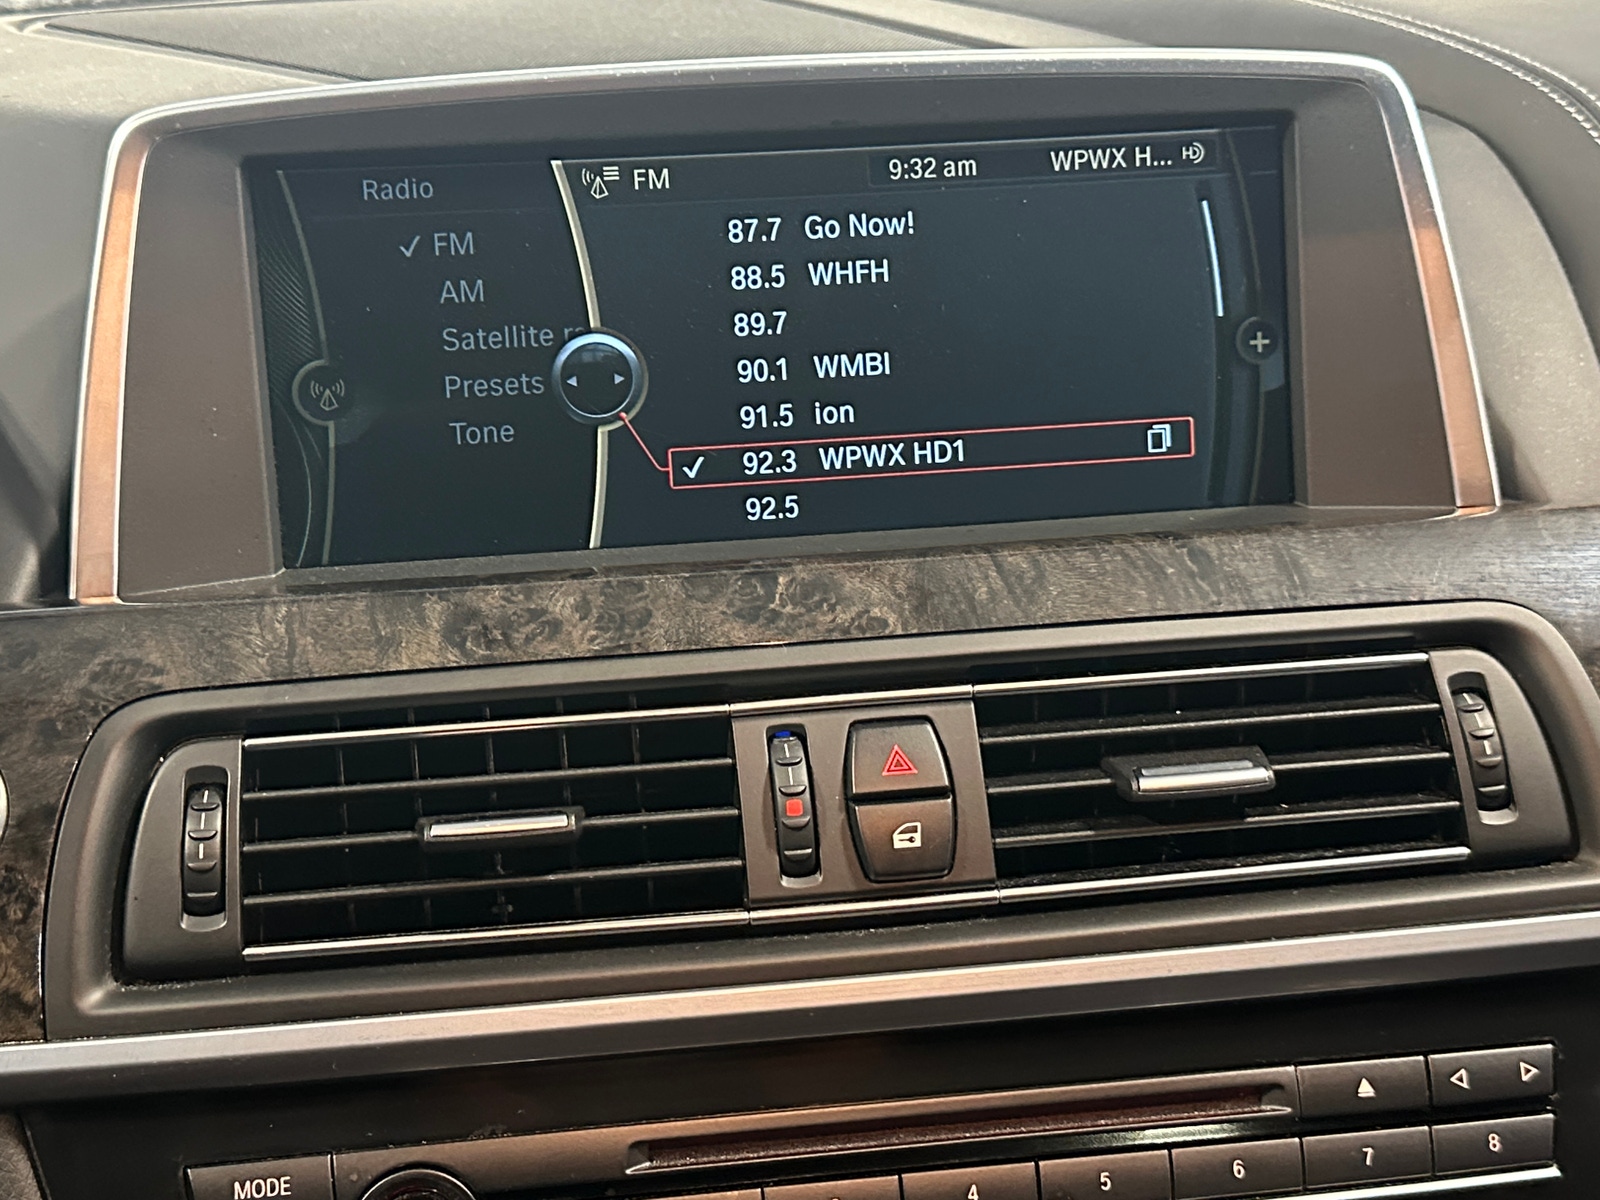 Radio
✓ FM
AM
Satellite
Presets
Tone
FM 9:32 am WPWX H... HD
87.7 Go Now!
88.5 WHFH
89.7
90.1 WMBI
91.5 ion
✓ 92.3 WPWX HD1
92.5
MODE
4 5 6 7 8